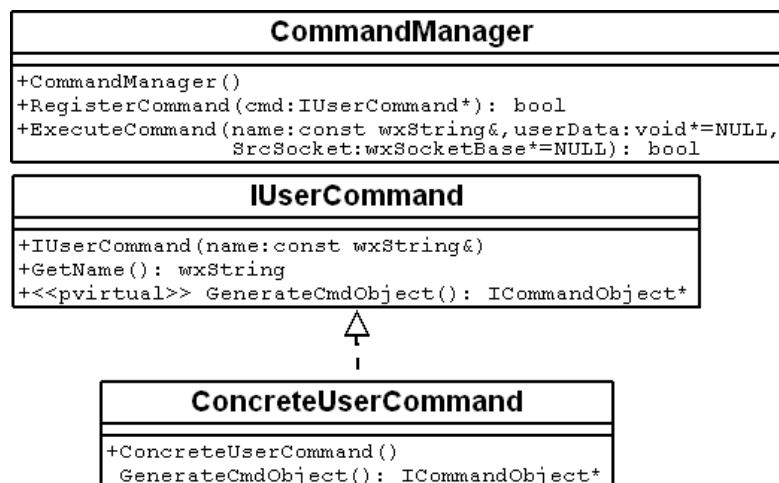 CommandManager
+CommandManager()
+RegisterCommand(cmd:IUserCommand*): bool
+ExecuteCommand(name:const wxString&,userData:void*=NULL,
SrcSocket:wxSocketBase*=NULL): bool
IUserCommand
+IUserCommand(name:const wxString&)
+GetName(): wxString
+<<pvirtual>> GenerateCmdObject(): ICommandObject*
ConcreteUserCommand
+ConcreteUserCommand()
GenerateCmdObject(): ICommandObject*